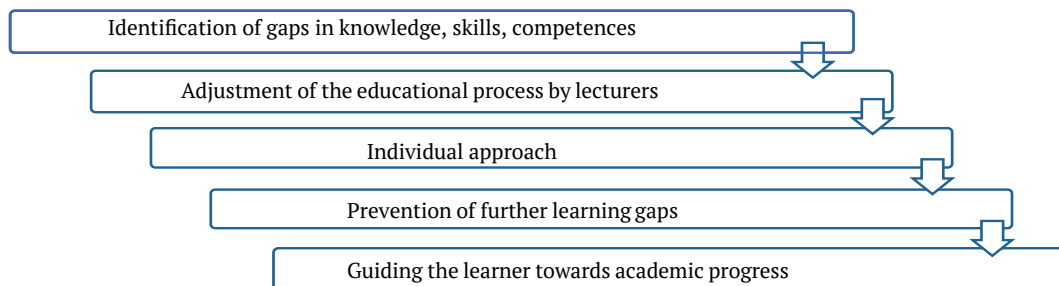 Identification of gaps in knowledge, skills, competences
Adjustment of the educational process by lecturers
Individual approach
Prevention of further learning gaps
Guiding the learner towards academic progress